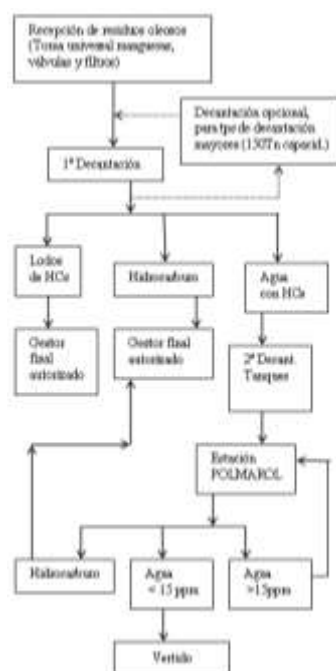 Recepción de residuos oleosos
(Toma universal mangueras,
válvulas y filtros)
Decantación opcional,
para tpe de decantación
mayores (150Tn capacid.)
1ª Decantación
Lodos
de HCs
Hidrocarburo
Agua
con HCs
Gestor
final
autorizado
Gestor final
autorizado
2ª Decant.
Tanques
Estación
POLMAROL
Hidrocarburo
Agua
< 15 ppm
Agua
>15ppm
Vertido